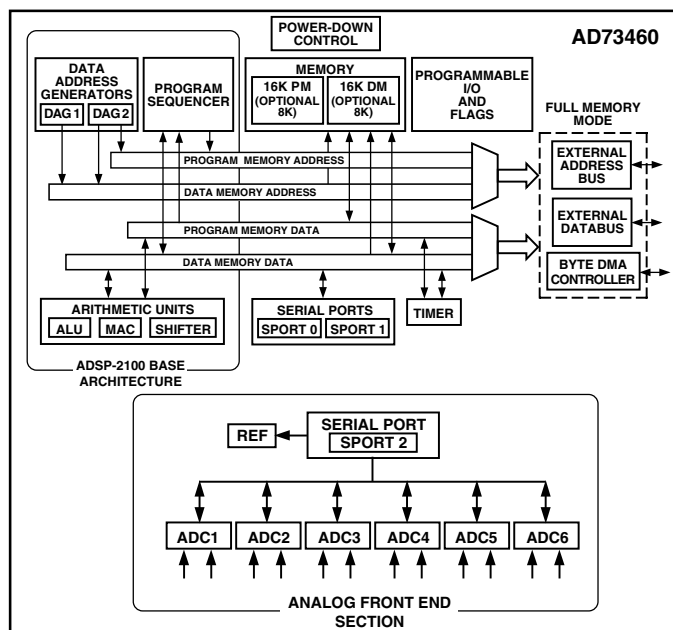 AD73460
POWER-DOWN
CONTROL
DATA
ADDRESS
GENERATORS
DAG 1
DAG 2
PROGRAM
SEQUENCER
MEMORY
16K PM
(OPTIONAL
8K)
16K DM
(OPTIONAL
8K)
PROGRAMMABLE
I/O
AND
FLAGS
FULL MEMORY
MODE
EXTERNAL
ADDRESS
BUS
EXTERNAL
DATABUS
BYTE DMA
CONTROLLER
PROGRAM MEMORY ADDRESS
DATA MEMORY ADDRESS
PROGRAM MEMORY DATA
DATA MEMORY DATA
ARITHMETIC UNITS
ALU
MAC
SHIFTER
SERIAL PORTS
SPORT 0
SPORT 1
TIMER
ADSP-2100 BASE
ARCHITECTURE
REF
SERIAL PORT
SPORT 2
ADC1
ADC2
ADC3
ADC4
ADC5
ADC6
ANALOG FRONT END
SECTION